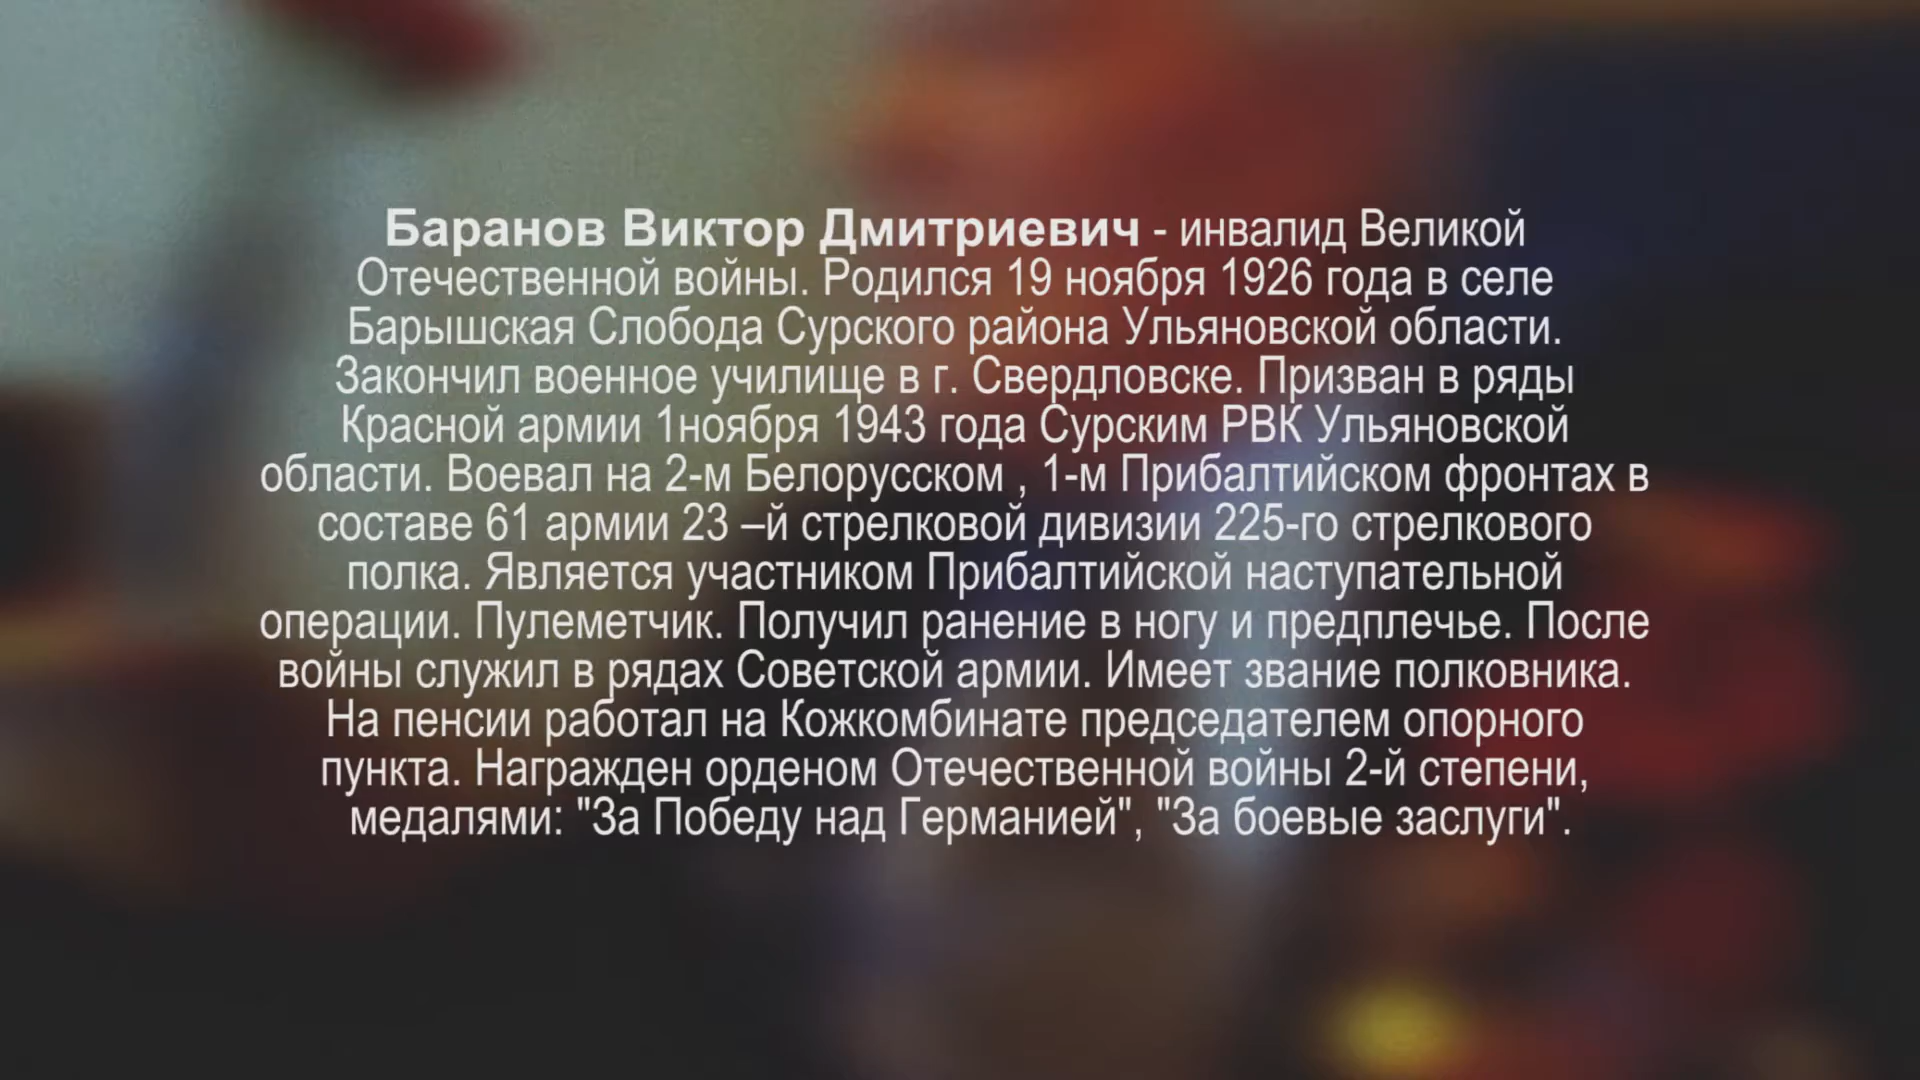 Баранов Виктор Дмитриевич - инвалид Великой
Отечественной войны. Родился 19 ноября 1926 года в селе
Барышская Слобода Сурского района Ульяновской области.
Закончил военное училище в г. Свердловске. Призван в ряды
Красной армии 1ноября 1943 года Сурским РВК Ульяновской
области. Воевал на 2-м Белорусском , 1-м Прибалтийском фронтах в
составе 61 армии 23 –й стрелковой дивизии 225-го стрелкового
полка. Является участником Прибалтийской наступательной
операции. Пулеметчик. Получил ранение в ногу и предплечье. После
войны служил в рядах Советской армии. Имеет звание полковника.
На пенсии работал на Кожкомбинате председателем опорного
пункта. Награжден орденом Отечественной войны 2-й степени,
медалями: "За Победу над Германией", "За боевые заслуги".